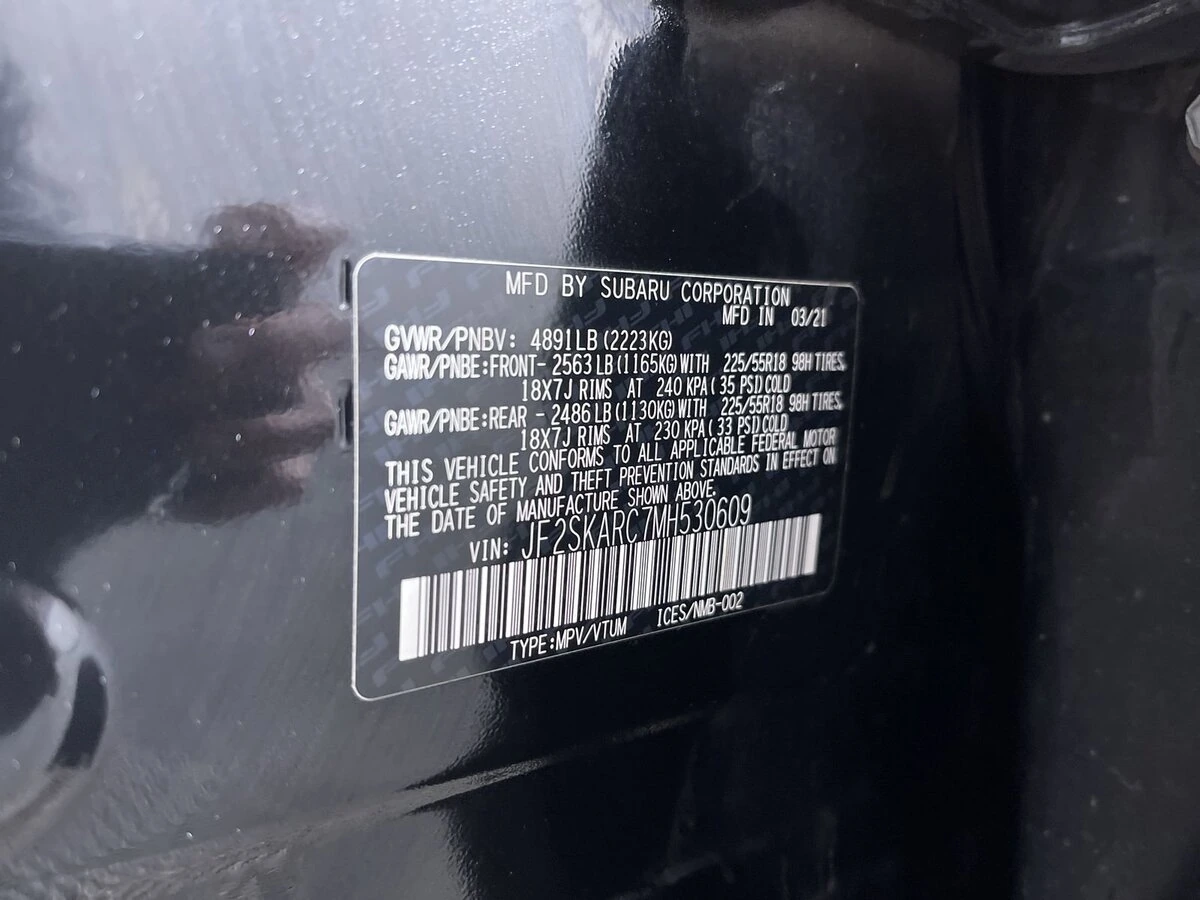 MFD BY SUBARU CORPORATION
MFD IN 03/21
GVWR/PNBV: 4891LB(2223KG)
GAWR/PNBE:FRONT- 2563LB(1165KG)WITH 225/55R18 98H TIRES,
18X7J RIMS AT 240 KPA( 35 PSI)COLD
GAWR/PNBE:REAR - 2486LB(1130KG)WITH 225/55R18 98H TIRES,
18X7J RIMS AT 230 KPA( 33 PSI)COLD
THIS VEHICLE CONFORMS TO ALL APPLICABLE FEDERAL MOTOR
VEHICLE SAFETY AND THEFT PREVENTION STANDARDS IN EFFECT ON
THE DATE OF MANUFACTURE SHOWN ABOVE.
VIN: JF2SKARC7MH530609
TYPE:MPV/VTUM ICES/NMB-002